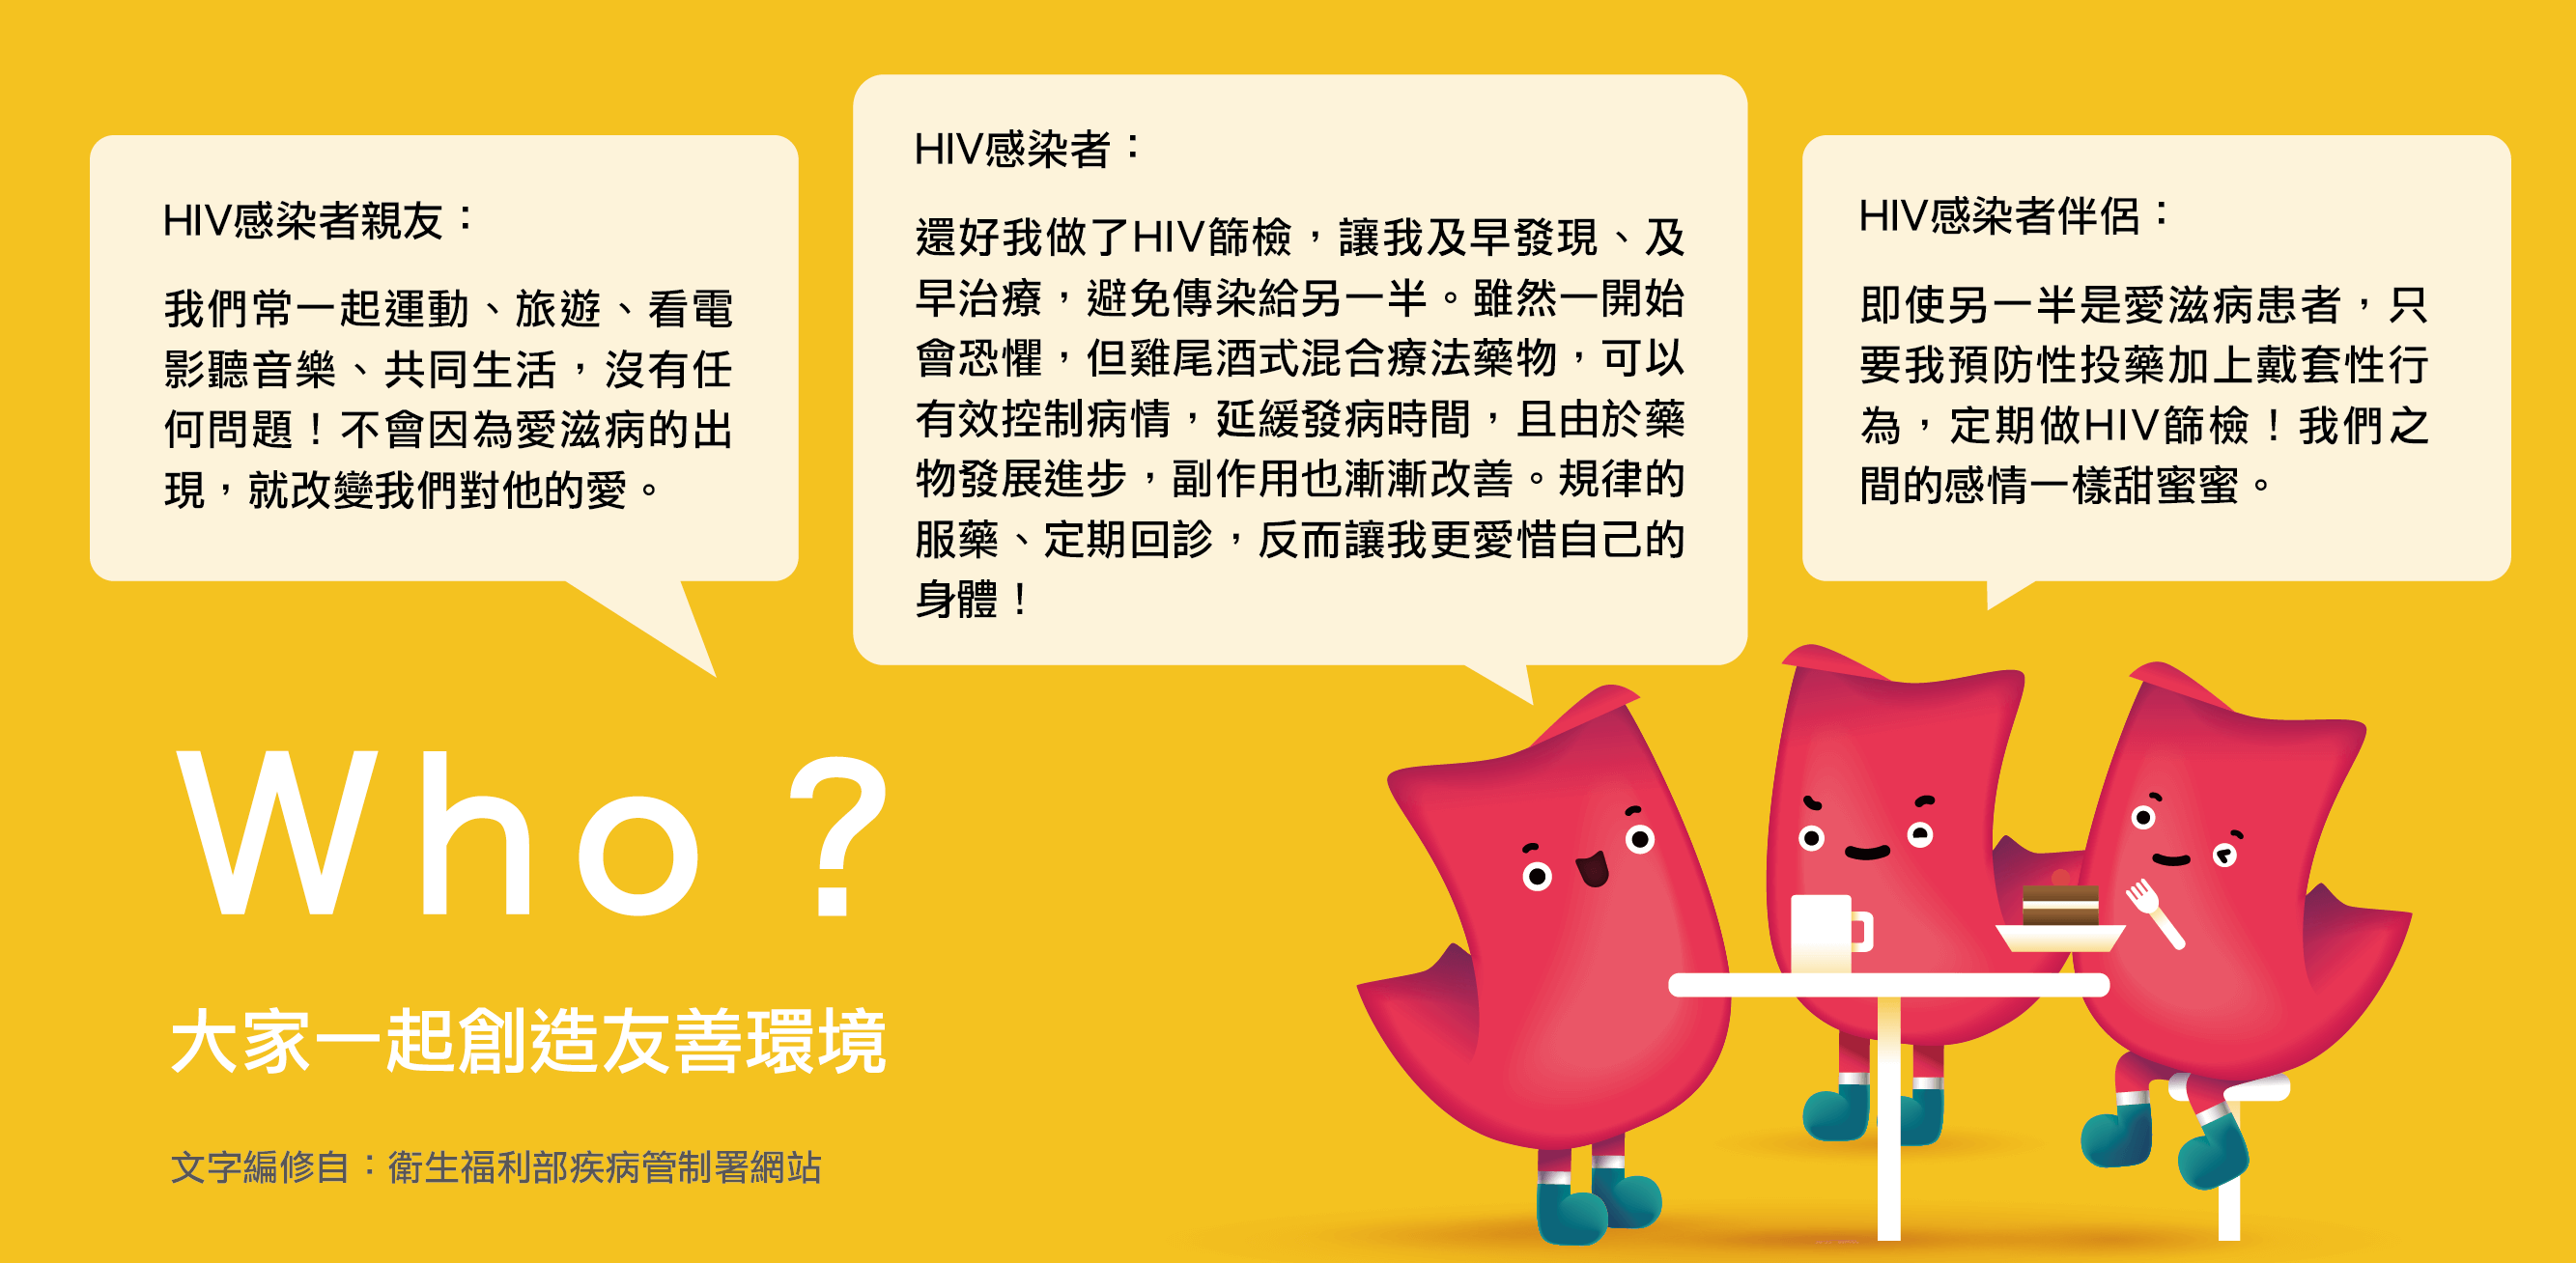 HIV感染者親友：
我們常一起運動、旅遊、看電
影聽音樂、共同生活，沒有任
何問題！不會因為愛滋病的出
現，就改變我們對他的愛。
HIV感染者：
還好我做了HIV篩檢，讓我及早發現、及
早治療，避免傳染給另一半。雖然一開始
會恐懼，但雞尾酒式混合療法藥物，可以
有效控制病情，延緩發病時間，且由於藥
物發展進步，副作用也漸漸改善。規律的
服藥、定期回診，反而讓我更愛惜自己的
身體！
HIV感染者伴侶：
即使另一半是愛滋病患者，只
要我預防性投藥加上戴套性行
為，定期做HIV篩檢！我們之
間的感情一樣甜蜜蜜。
Who？
大家一起創造友善環境
文字編修自：衛生福利部疾病管制署網站